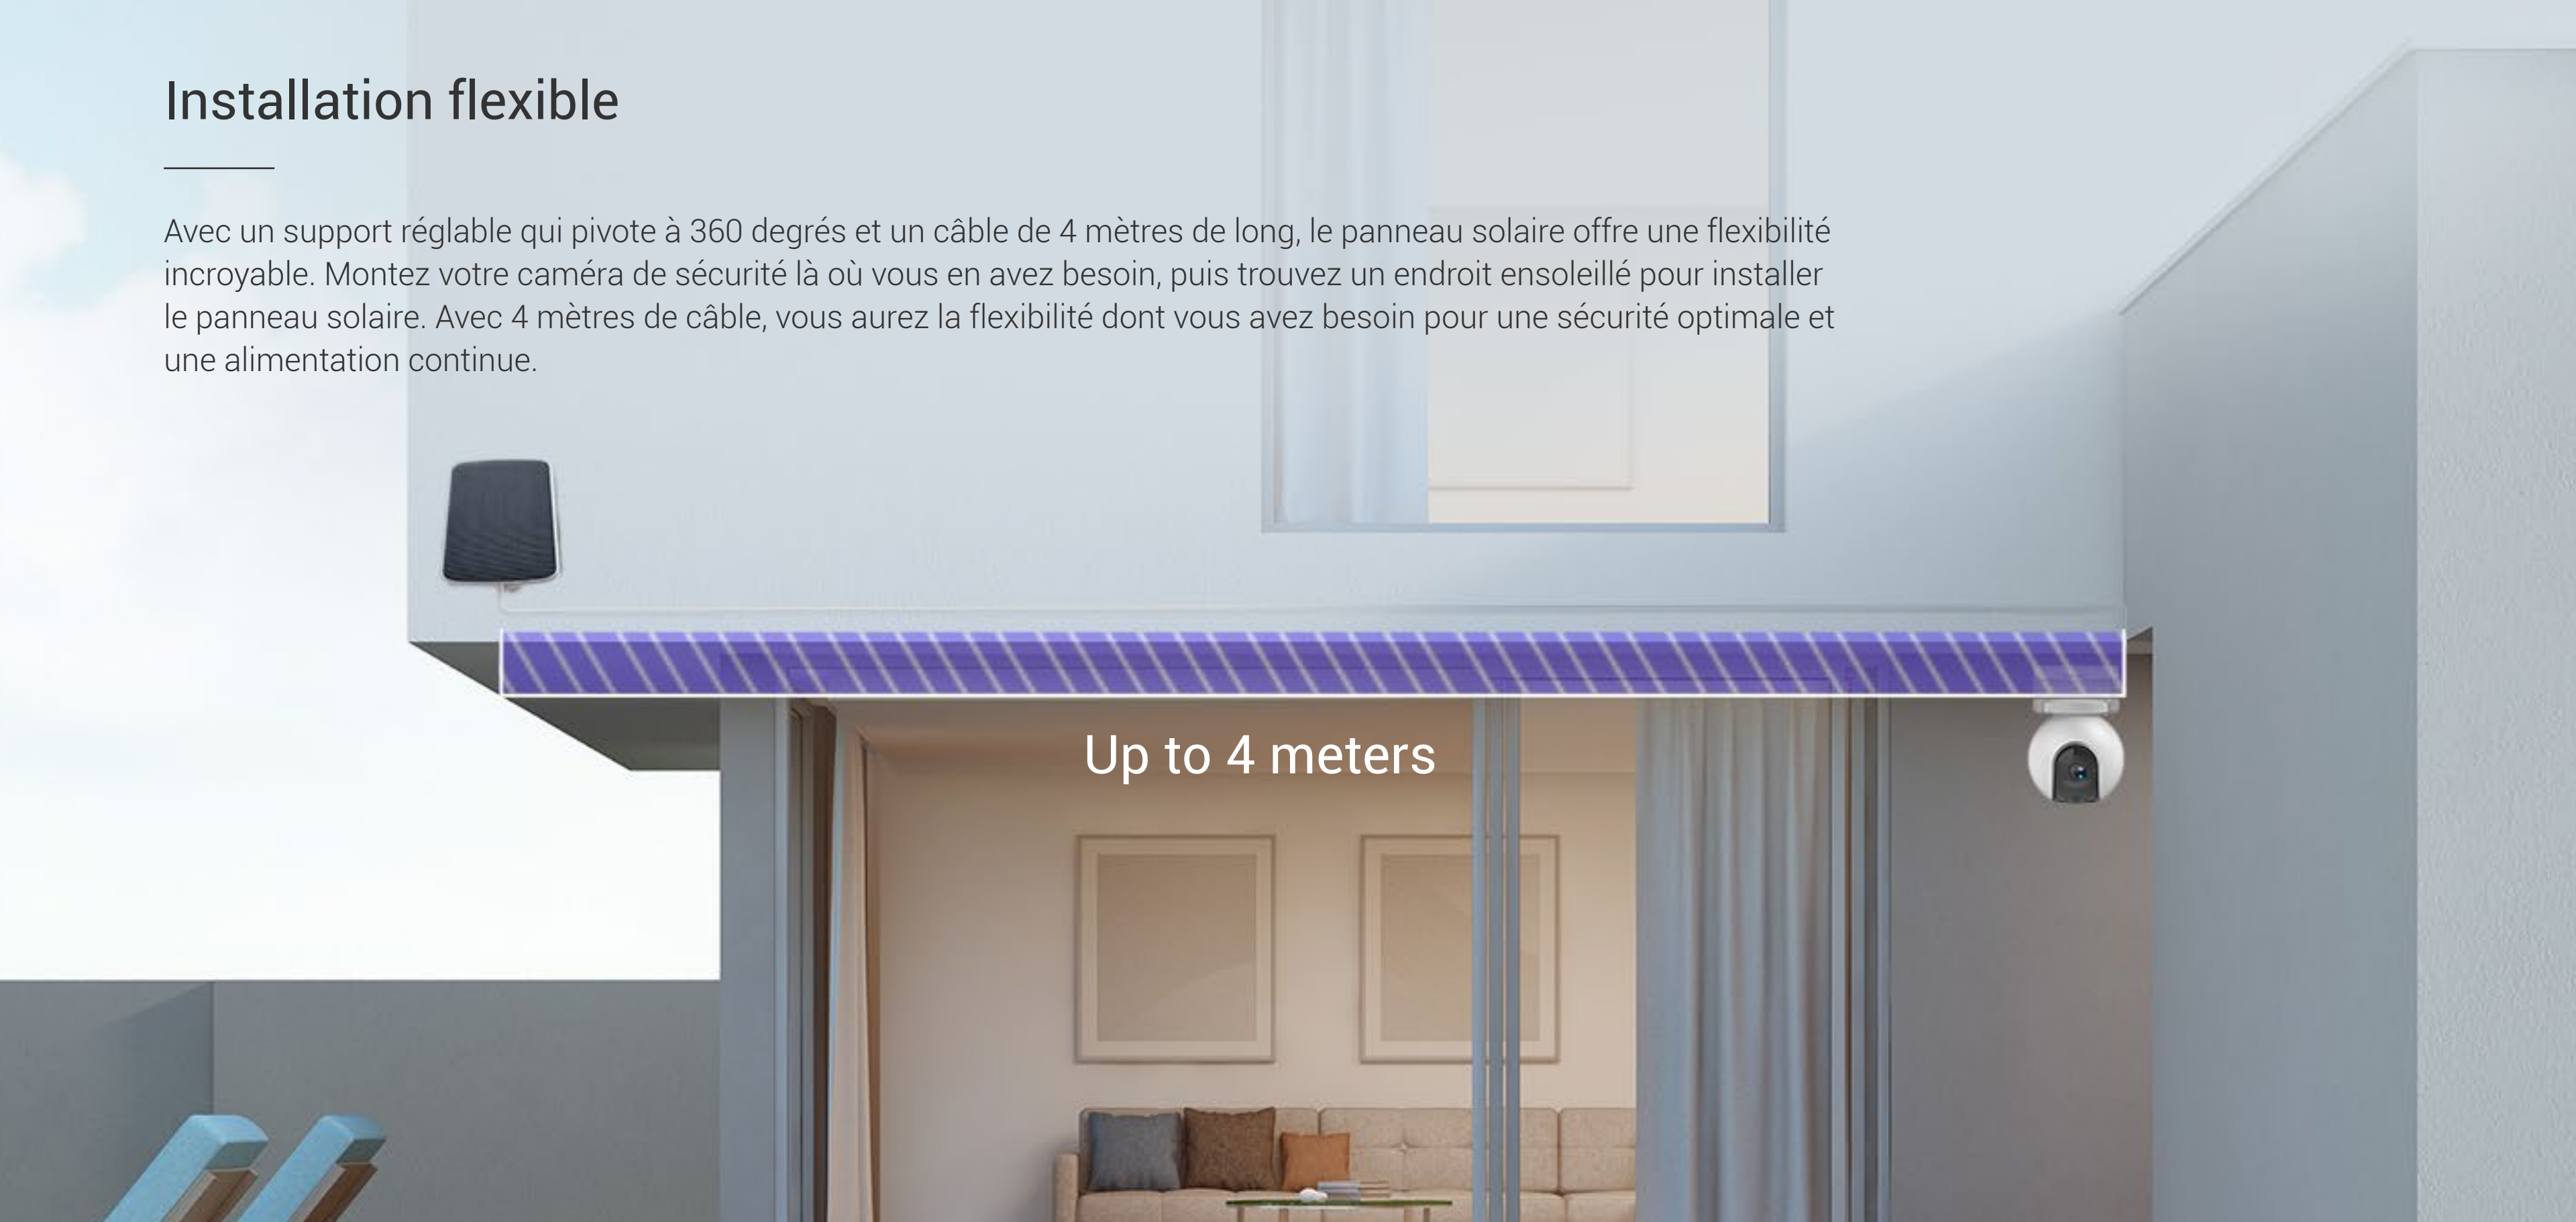 Installation flexible
Avec un support réglable qui pivote à 360 degrés et un câble de 4 mètres de long, le panneau solaire offre une flexibilité
incroyable. Montez votre caméra de sécurité là où vous en avez besoin, puis trouvez un endroit ensoleillé pour installer
le panneau solaire. Avec 4 mètres de câble, vous aurez la flexibilité dont vous avez besoin pour une sécurité optimale et
une alimentation continue.
Up to 4 meters